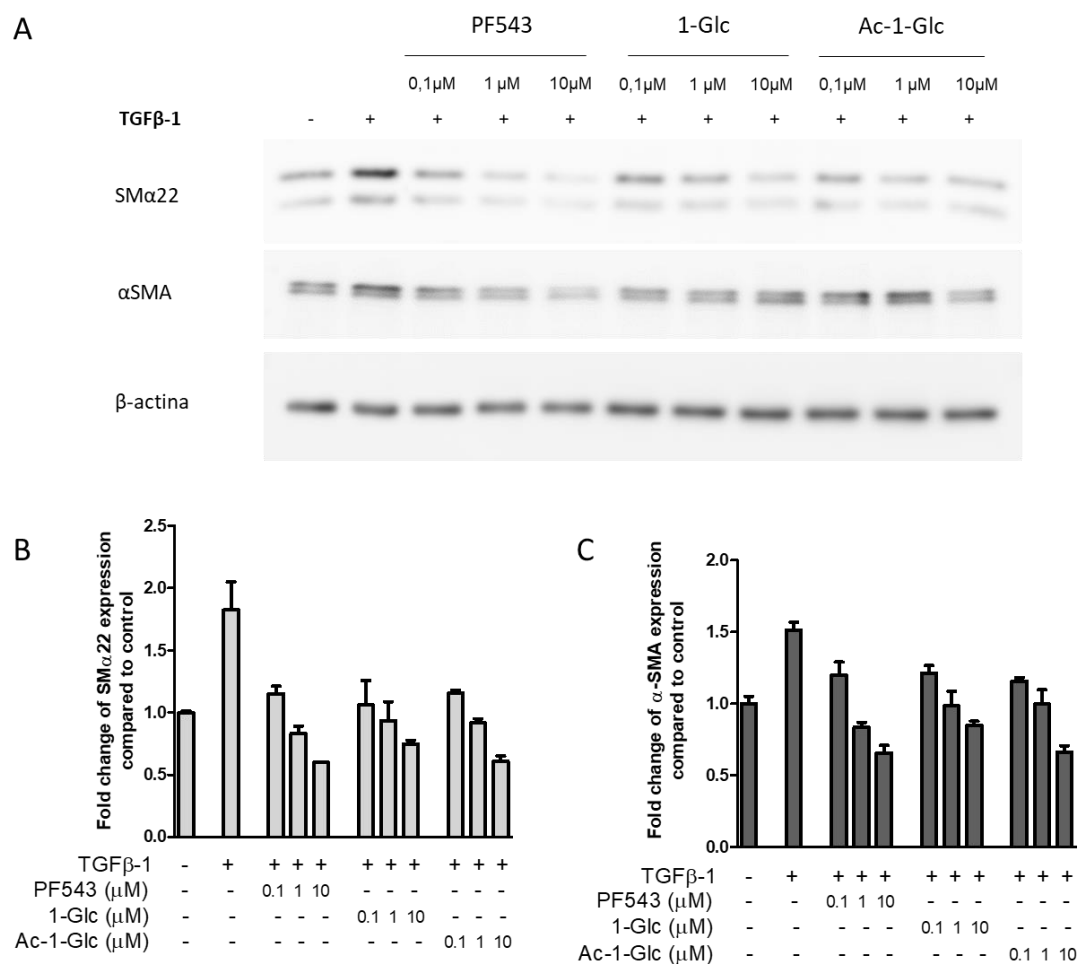 A
PF543 1-Glc Ac-1-Glc
0,1µM 1 µM 10µM 0,1µM 1 µM 10µM 0,1µM 1 µM 10µM
TGFβ-1 - + + + + + + + + + +
SMα22
αSMA
β-actina
B
Fold change of SMα22 expression
compared to control
2.5
2.0
1.5
1.0
0.5
0.0
TGFβ-1 - + + + + + + + + + +
PF543 (µM) - - 0.1 1 10 - - - - - -
1-Glc (µM) - - - - - 0.1 1 10 - - -
Ac-1-Glc (µM) - - - - - - - - 0.1 1 10
C
Fold change of α-SMA expression
compared to control
2.0
1.5
1.0
0.5
0.0
TGFβ-1 - + + + + + + + + + +
PF543 (µM) - - 0.1 1 10 - - - - - -
1-Glc (µM) - - - - - 0.1 1 10 - - -
Ac-1-Glc (µM) - - - - - - - - 0.1 1 10